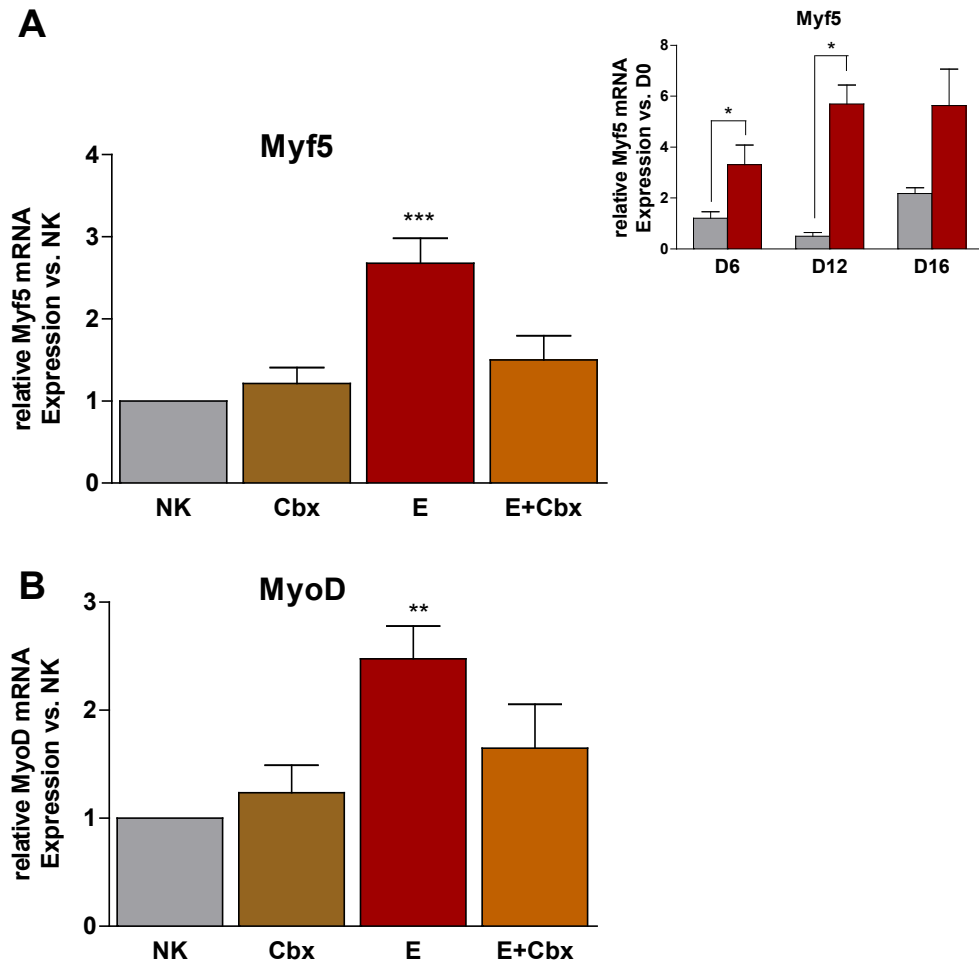 A
Myf5
relative Myf5 mRNA
Expression vs. NK
4
3
2
1
0
***
NK Cbx E E+Cbx
Myf5
relative Myf5 mRNA
Expression vs. D0
8
6
4
2
0
*
*
D6 D12 D16
B
MyoD
relative MyoD mRNA
Expression vs. NK
3
2
1
0
**
NK Cbx E E+Cbx